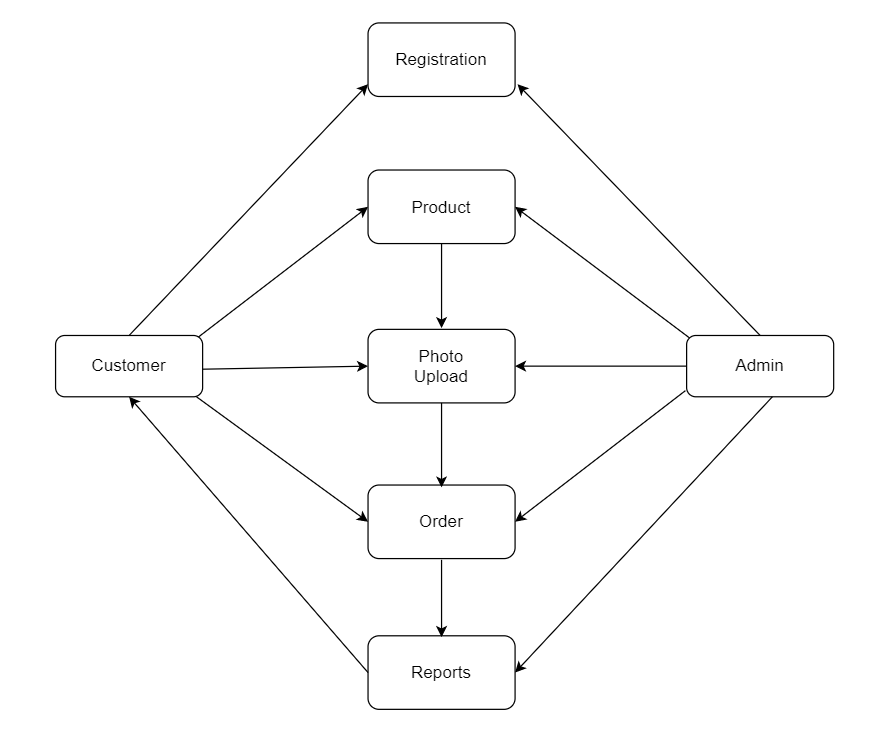 Registration
Product
Customer
Photo
Upload
Admin
Order
Reports